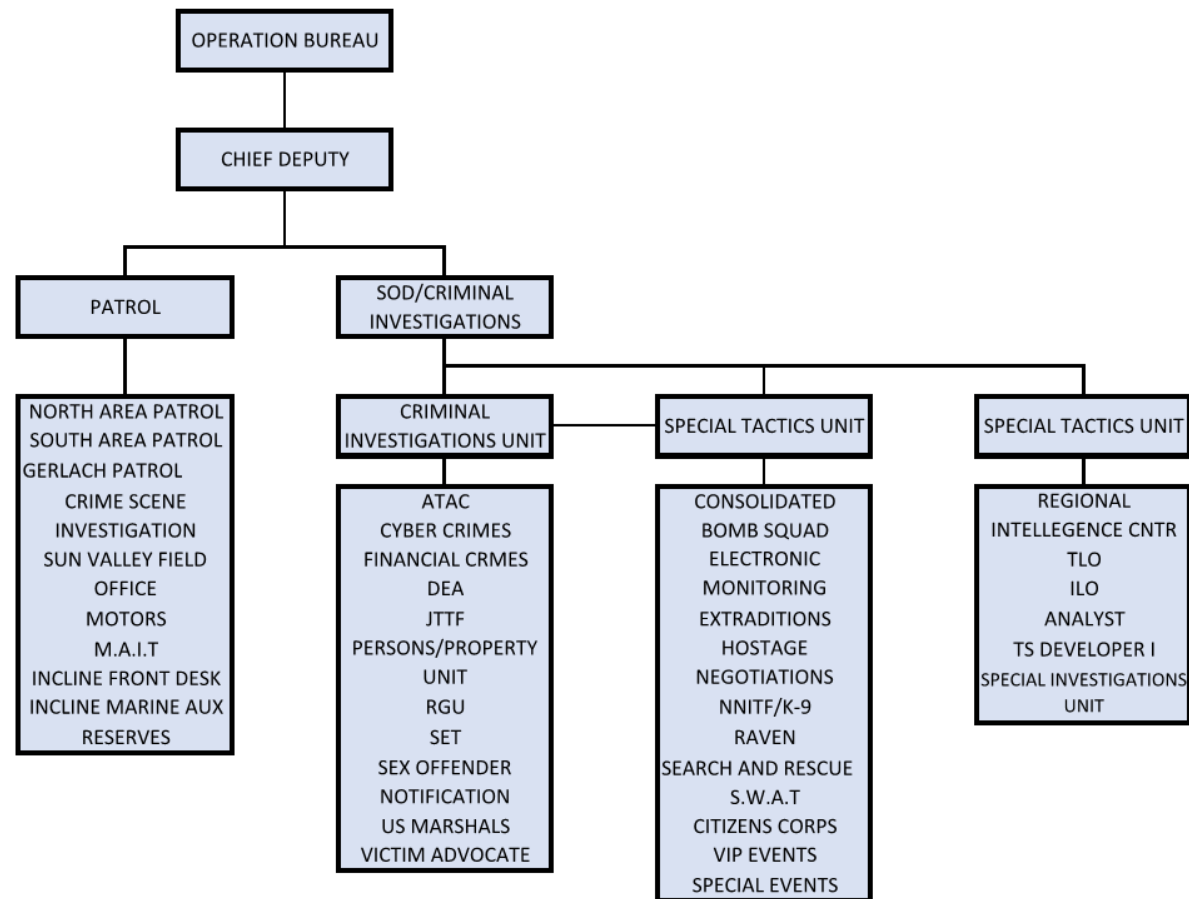 OPERATION BUREAU
CHIEF DEPUTY
PATROL
SOD/CRIMINAL
INVESTIGATIONS
NORTH AREA PATROL
SOUTH AREA PATROL
GERLACH PATROL
CRIME SCENE
INVESTIGATION
SUN VALLEY FIELD
OFFICE
MOTORS
M.A.I.T
INCLINE FRONT DESK
INCLINE MARINE AUX
RESERVES
CRIMINAL
INVESTIGATIONS UNIT
ATAC
CYBER CRIMES
FINANCIAL CRMES
DEA
JTTF
PERSONS/PROPERTY
UNIT
RGU
SET
SEX OFFENDER
NOTIFICATION
US MARSHALS
VICTIM ADVOCATE
SPECIAL TACTICS UNIT
CONSOLIDATED
BOMB SQUAD
ELECTRONIC
MONITORING
EXTRADITIONS
HOSTAGE
NEGOTIATIONS
NNITF/K-9
RAVEN
SEARCH AND RESCUE
S.W.A.T
CITIZENS CORPS
VIP EVENTS
SPECIAL EVENTS
SPECIAL TACTICS UNIT
REGIONAL
INTELLEGENCE CNTR
TLO
ILO
ANALYST
TS DEVELOPER I
SPECIAL INVESTIGATIONS
UNIT